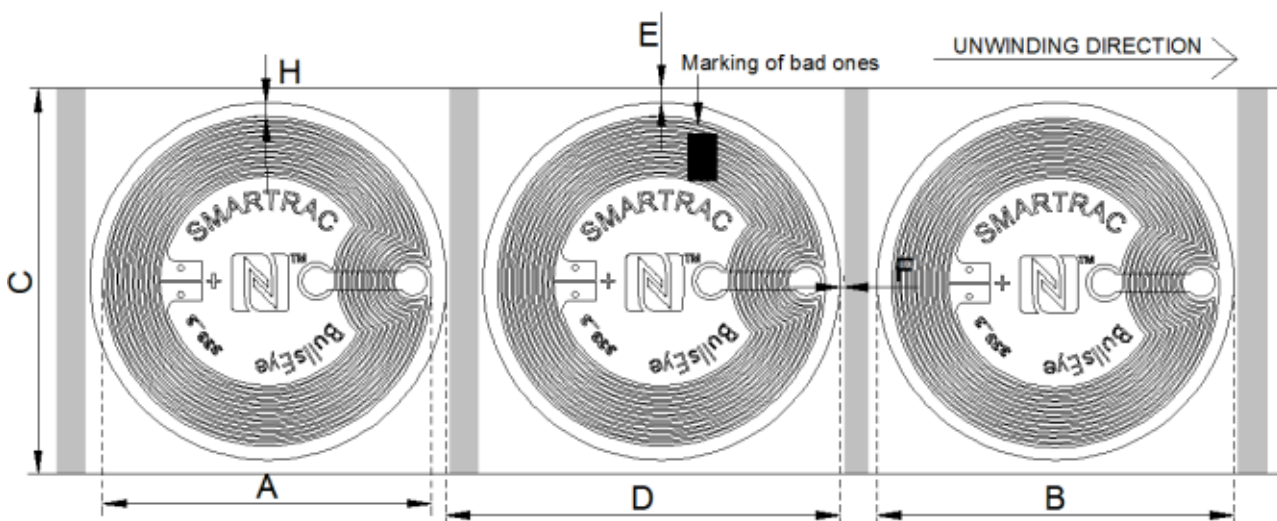 E
UNWINDING DIRECTION
H
Marking of bad ones
SMARTRAC
SMARTRAC
SMARTRAC
C
TM
TM
TM
F
BullsEye
BullsEye
BullsEye
A
D
B